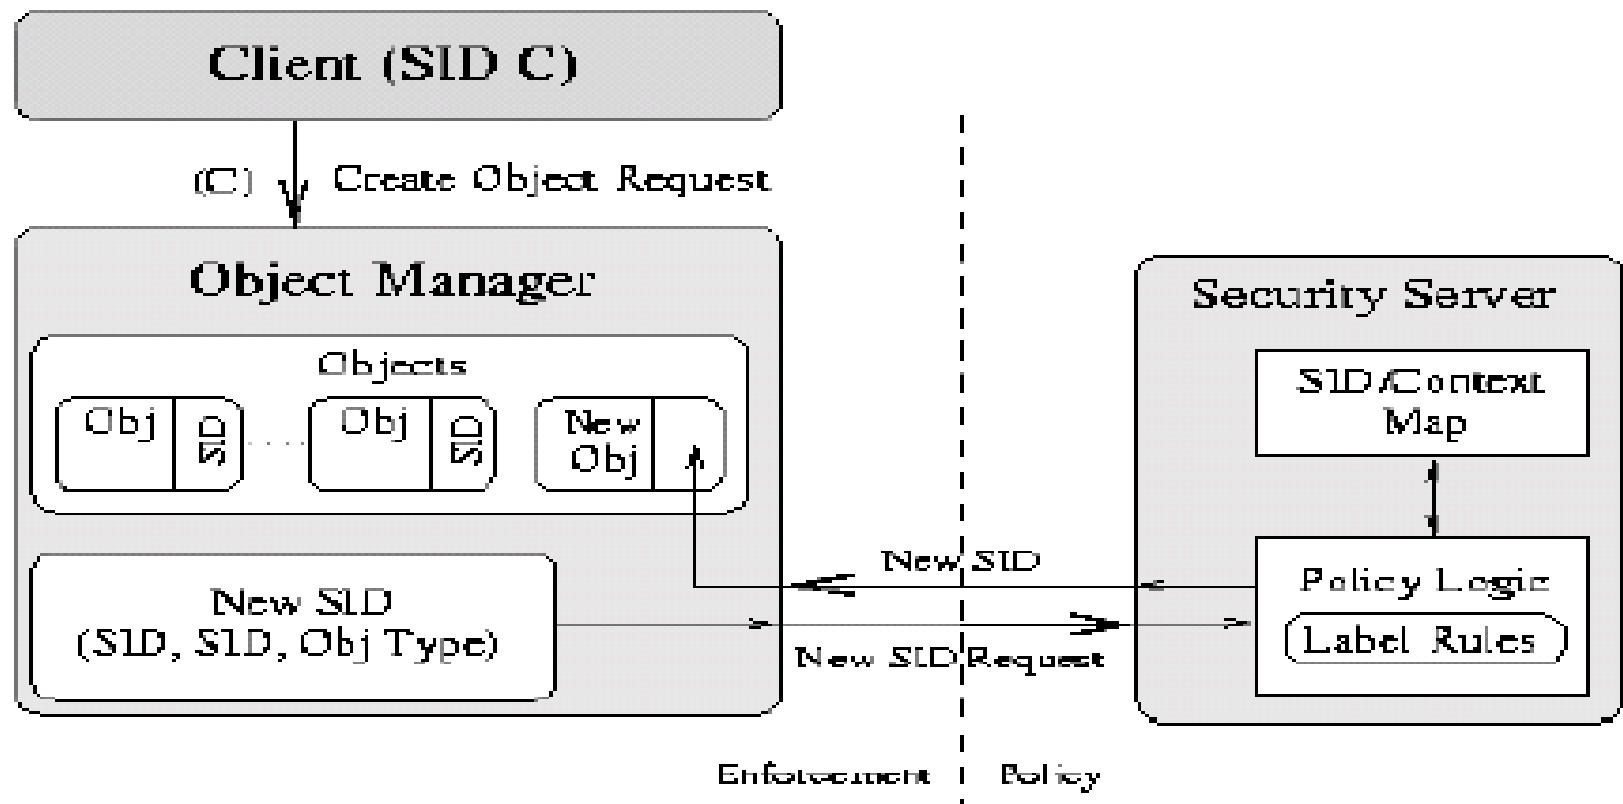 Client (SID C)
(C) Create Object Request
Object Manager
Objects
Obj SID
Obj SID
New
Obj
New SID
(SID, SID, Obj Type)
New SID
New SID Request
Security Server
SID/Context
Map
Policy Logic
Label Rules
Enforcement Policy